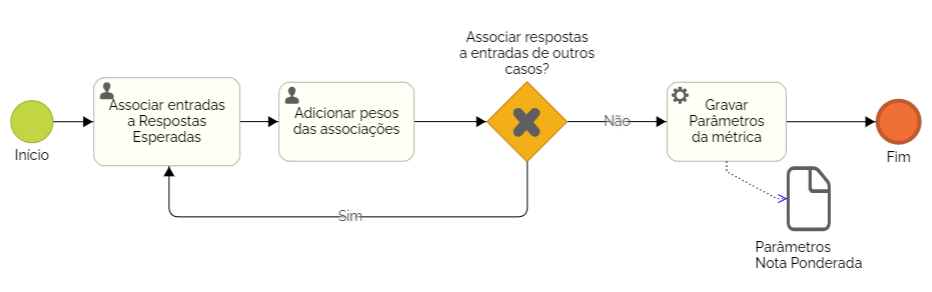 Início
Associar entradas
a Respostas
Esperadas
Adicionar pesos
das associações
Associar respostas
a entradas de outros
casos?
Não
Sim
Gravar
Parâmetros
da métrica
Fim
Parâmetros
Nota Ponderada